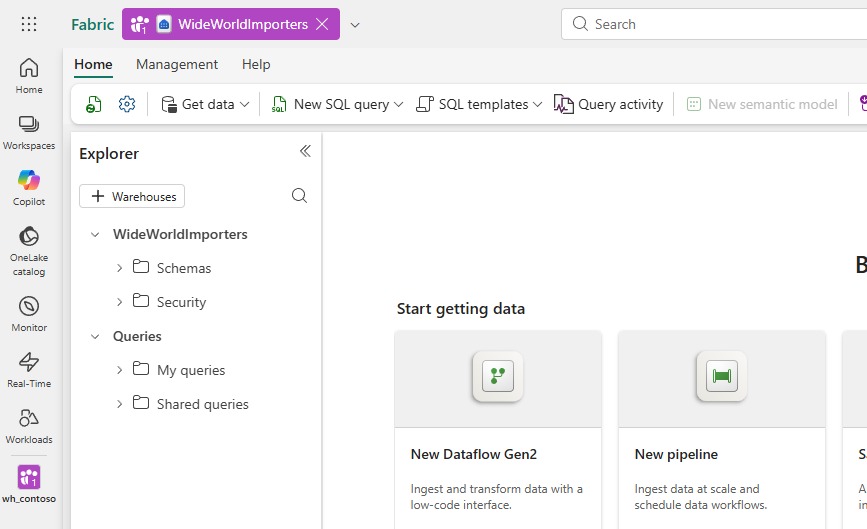 Fabric
1
WideWorldImporters
Search
Home
Workspaces
Copilot
OneLake
catalog
Monitor
Real-Time
Workloads
1
wh_contoso
Home Management Help
Get data
SQL
New SQL query
SQL templates
Query activity
New semantic model
Explorer
Warehouses
WideWorldImporters
Schemas
Security
Queries
My queries
Shared queries
B
Start getting data
New Dataflow Gen2
Ingest and transform data with a
low-code interface.
New pipeline
Ingest data at scale and
schedule data workflows.